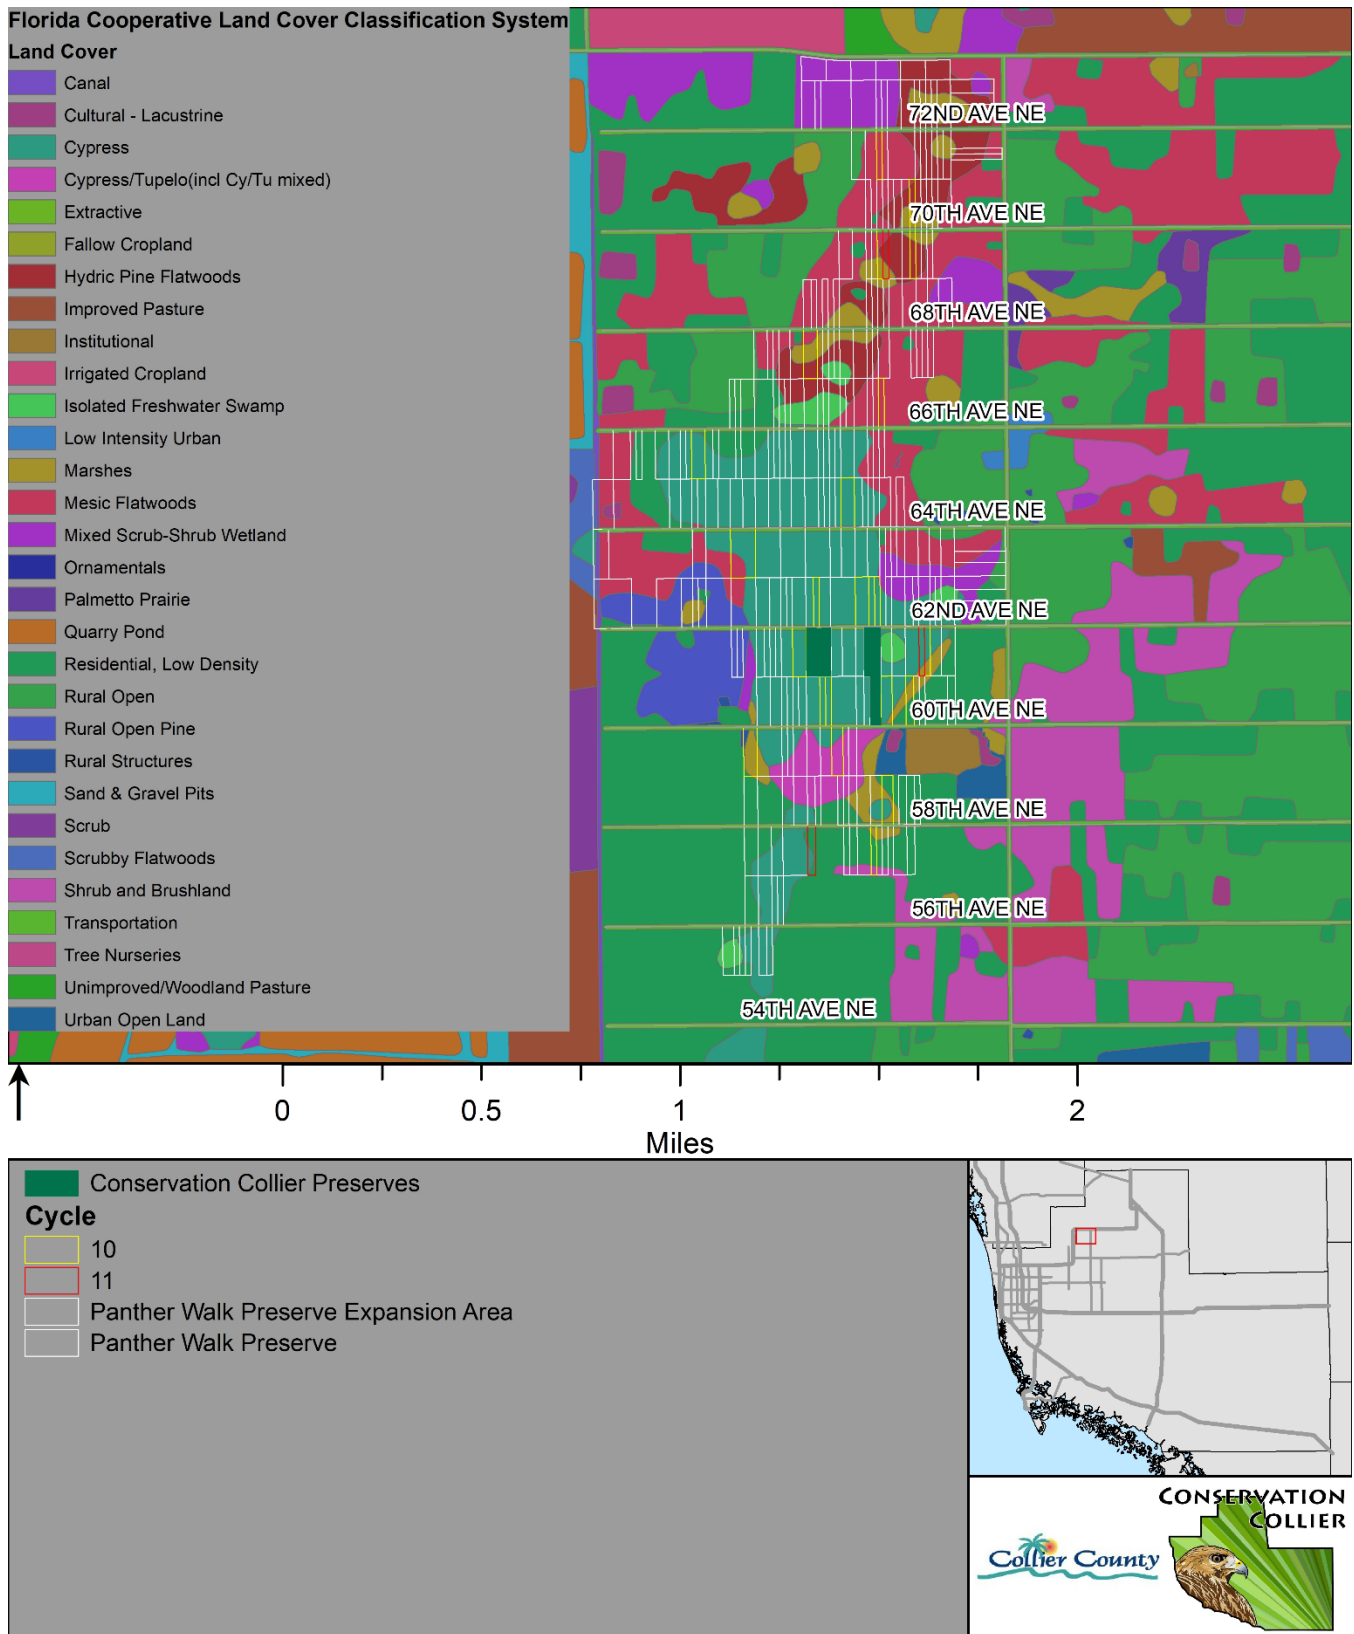 Florida Cooperative Land Cover Classification System
Land Cover
Canal
Cultural - Lacustrine
Cypress
Cypress/Tupelo(incl Cy/Tu mixed)
Extractive
Fallow Cropland
Hydric Pine Flatwoods
Improved Pasture
Institutional
Irrigated Cropland
Isolated Freshwater Swamp
Low Intensity Urban
Marshes
Mesic Flatwoods
Mixed Scrub-Shrub Wetland
Ornamentals
Palmetto Prairie
Quarry Pond
Residential, Low Density
Rural Open
Rural Open Pine
Rural Structures
Sand & Gravel Pits
Scrub
Scrubby Flatwoods
Shrub and Brushland
Transportation
Tree Nurseries
Unimproved/Woodland Pasture
Urban Open Land
72ND AVE NE
70TH AVE NE
68TH AVE NE
66TH AVE NE
64TH AVE NE
62ND AVE NE
60TH AVE NE
58TH AVE NE
56TH AVE NE
54TH AVE NE
0 0.5 1 2
Miles
Conservation Collier Preserves
Cycle
10
11
Panther Walk Preserve Expansion Area
Panther Walk Preserve
CONSERVATION
COLLIER
Collier County